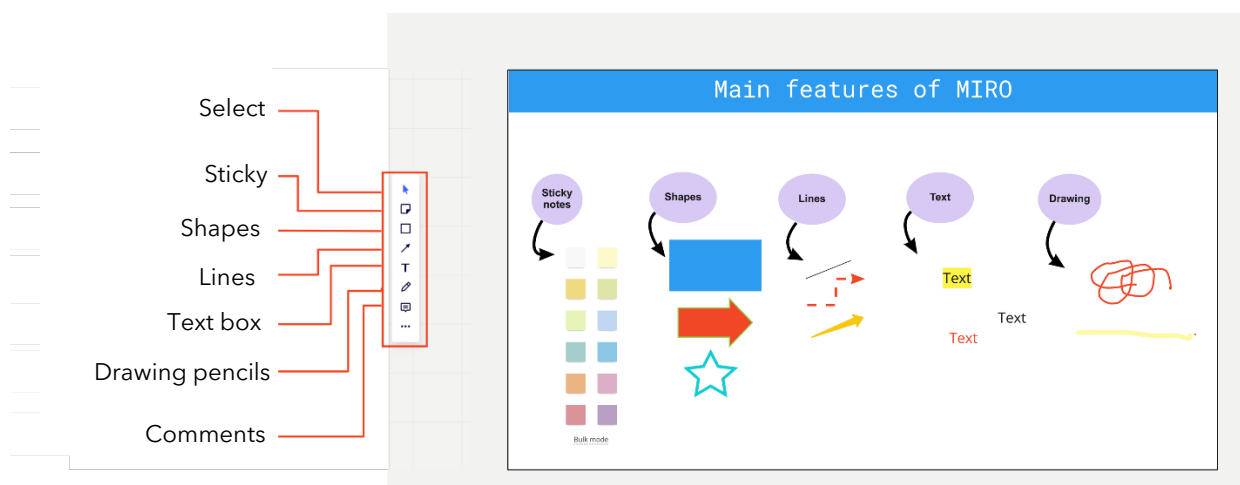 Select
Sticky
Shapes
Lines
Text box
Drawing pencils
Comments
T
Main features of MIRO
Sticky
notes
Shapes
Lines
Text
Drawing
Text
Text
Text
Bulk mode